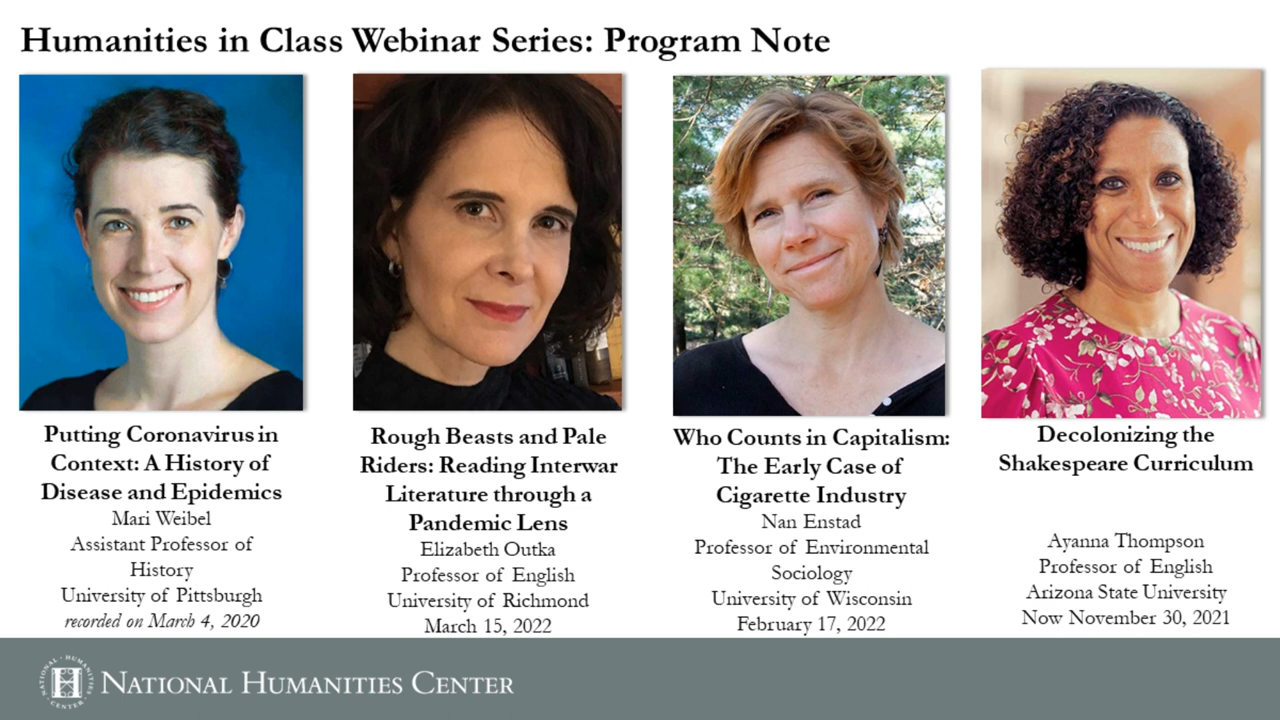 Humanities in Class Webinar Series: Program Note
Putting Coronavirus in
Context: A History of
Disease and Epidemics
Mari Weibel
Assistant Professor of
History
University of Pittsburgh
recorded on March 4, 2020
Rough Beasts and Pale
Riders: Reading Interwar
Literature through a
Pandemic Lens
Elizabeth Outka
Professor of English
University of Richmond
March 15, 2022
Who Counts in Capitalism:
The Early Case of
Cigarette Industry
Nan Enstad
Professor of Environmental
Sociology
University of Wisconsin
February 17, 2022
Decolonizing the
Shakespeare Curriculum
Ayanna Thompson
Professor of English
Arizona State University
Now November 30, 2021
NATIONAL · HUMANITIES · CENTER ·
H
NATIONAL HUMANITIES CENTER